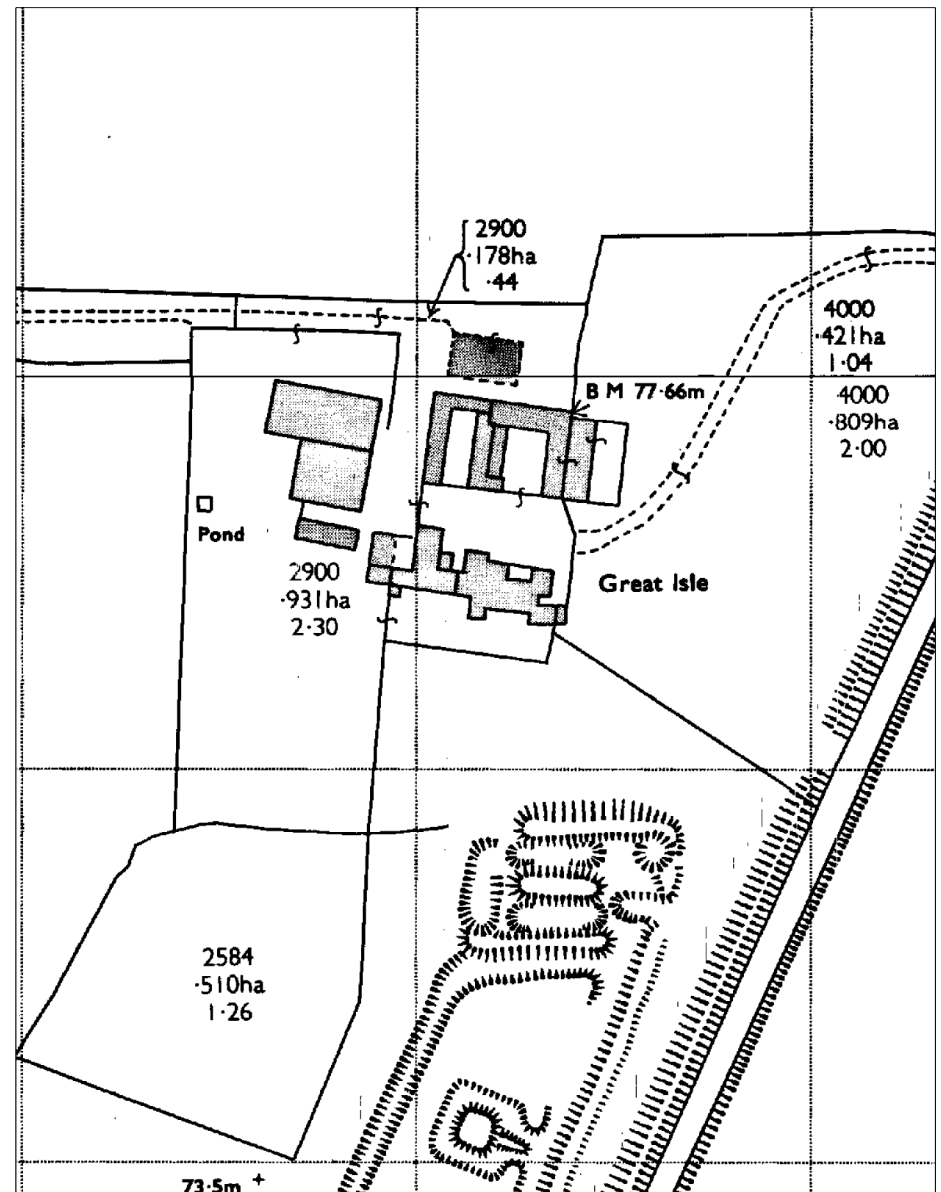 2900
·178ha
·44
4000
·421ha
1·04
B M 77·66m
4000
·809ha
2·00
Pond
2900
·931ha
2·30
Great Isle
2584
·510ha
1·26
73·5m +